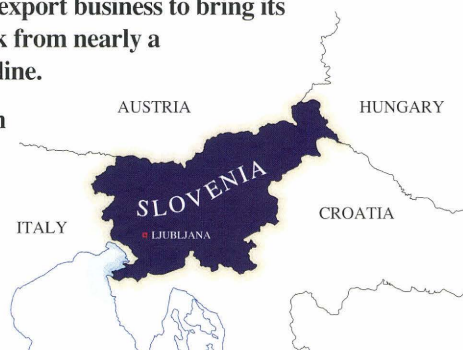 export business to bring its
k from nearly a
line.
n
AUSTRIA
HUNGARY
SLOVENIA
CROATIA
ITALY
LJUBLJANA